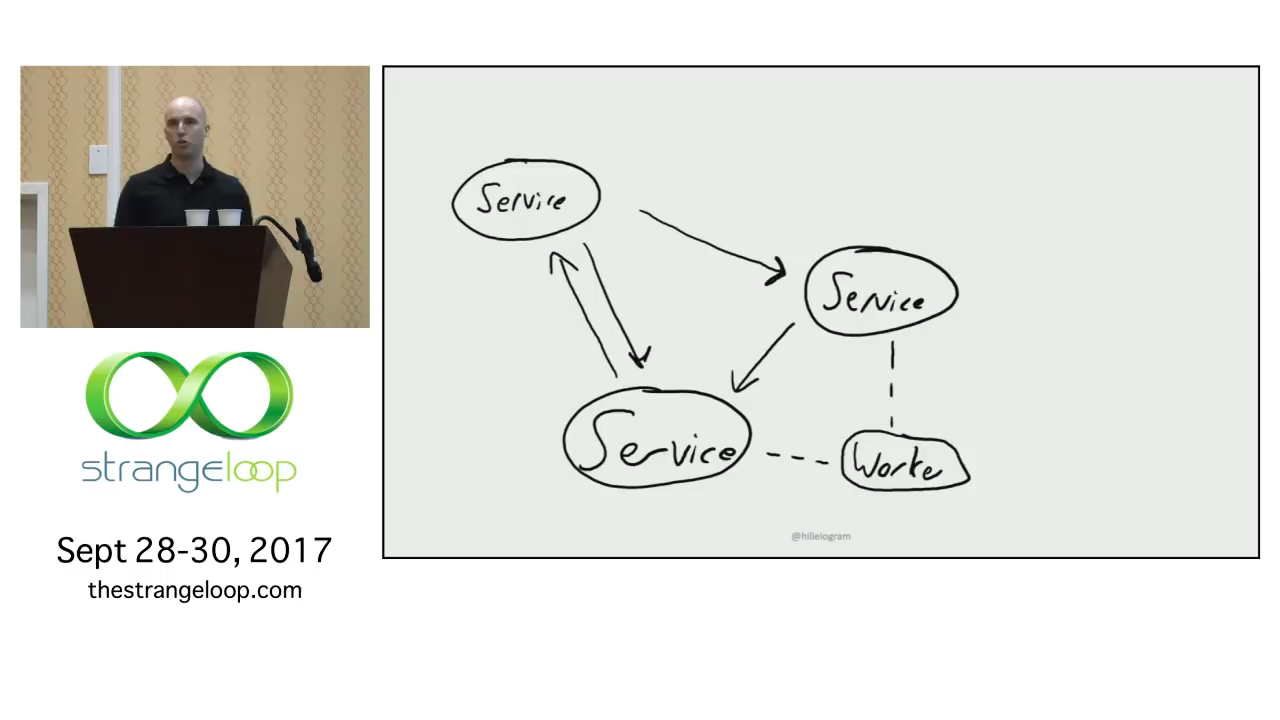 strangeloop
Sept 28-30, 2017
thestrangeloop.com
Service
Service
Service
Worke
@hillelogram